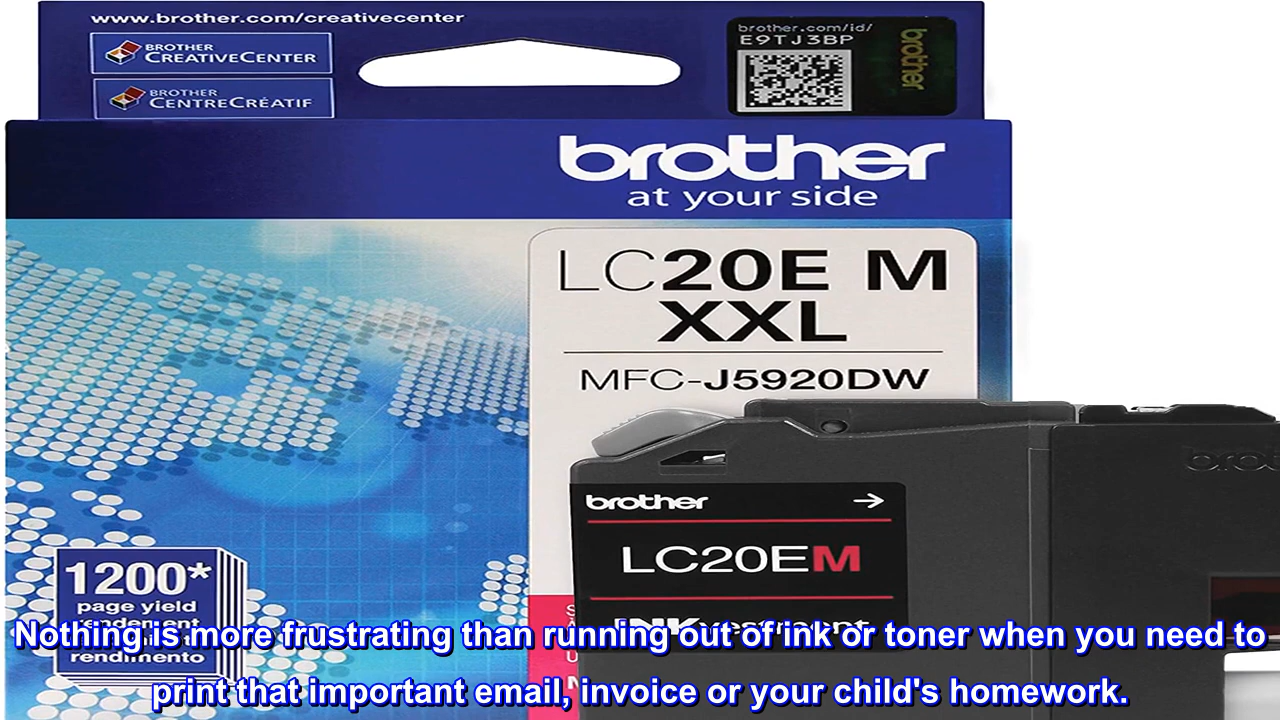 www.brother.com/creativecenter
BROTHER
CREATIVECENTER
BROTHER
CENTRECRÉATIF
brother.com/id/
E9TJ3BP
brother
brother
at your side
LC20E M
XXL
MFC-J5920DW
brother
LC20EM
INKvestment
1200*
page yield
rendement
rendimento
Nothing is more frustrating than running out of ink or toner when you need to
print that important email, invoice or your child's homework.